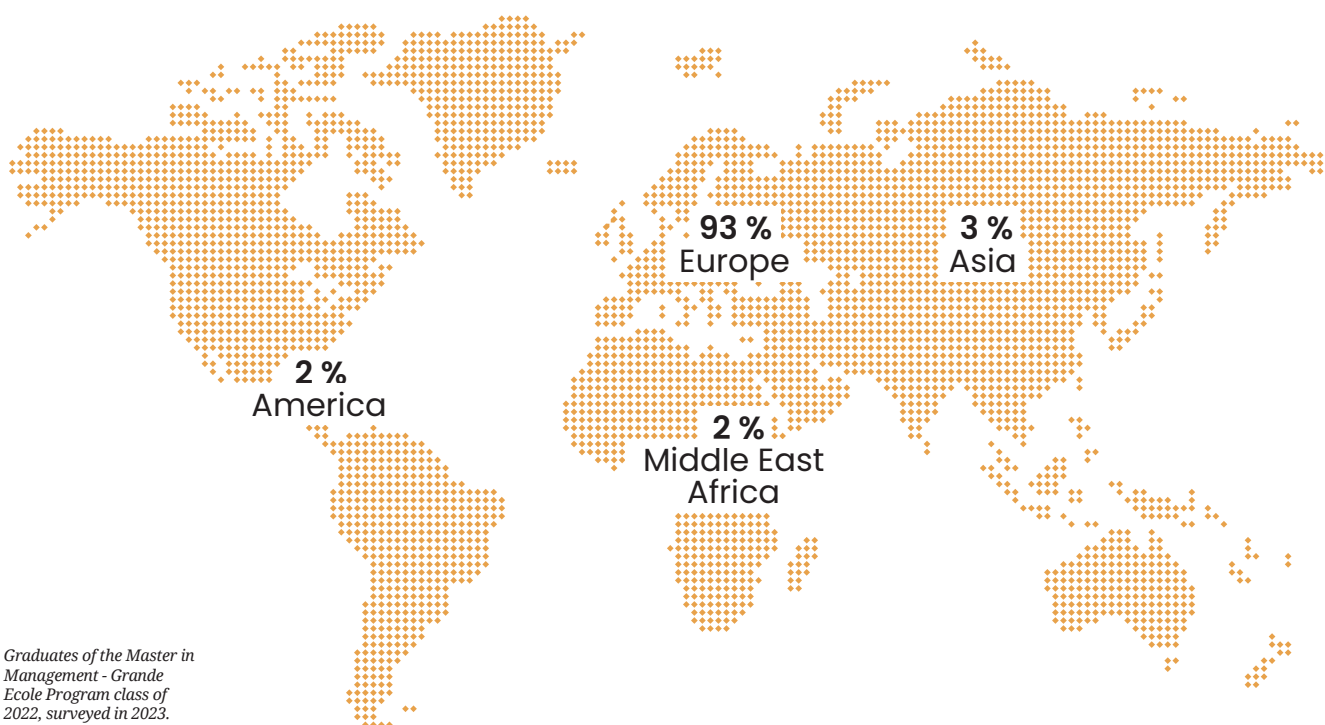 93 %
Europe
3 %
Asia
2 %
America
2 %
Middle East
Africa
Graduates of the Master in
Management - Grande
Ecole Program class of
2022, surveyed in 2023.